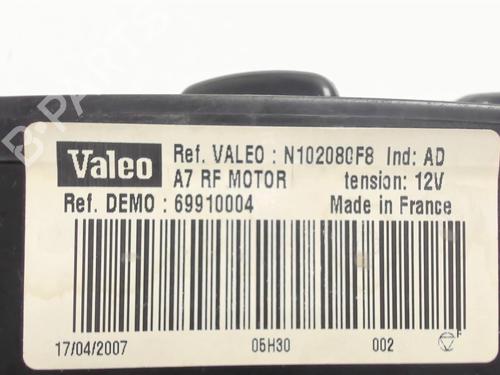 B-PARTS
Valeo
Ref. VALEO : N102080F8 Ind: AD
A7 RF MOTOR tension: 12V
Ref. DEMO : 69910004 Made in France
17/04/2007 05H30 002 F